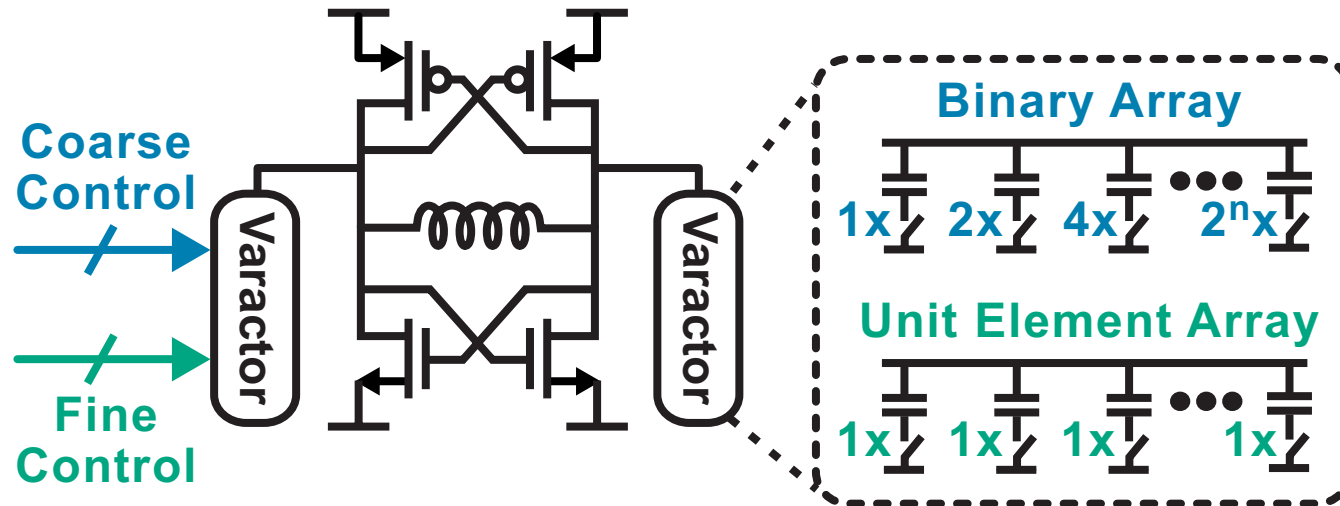 Coarse
Control
Fine
Control
Varactor
Varactor
Binary Array
1x 2x 4x 2ⁿx
Unit Element Array
1x 1x 1x 1x